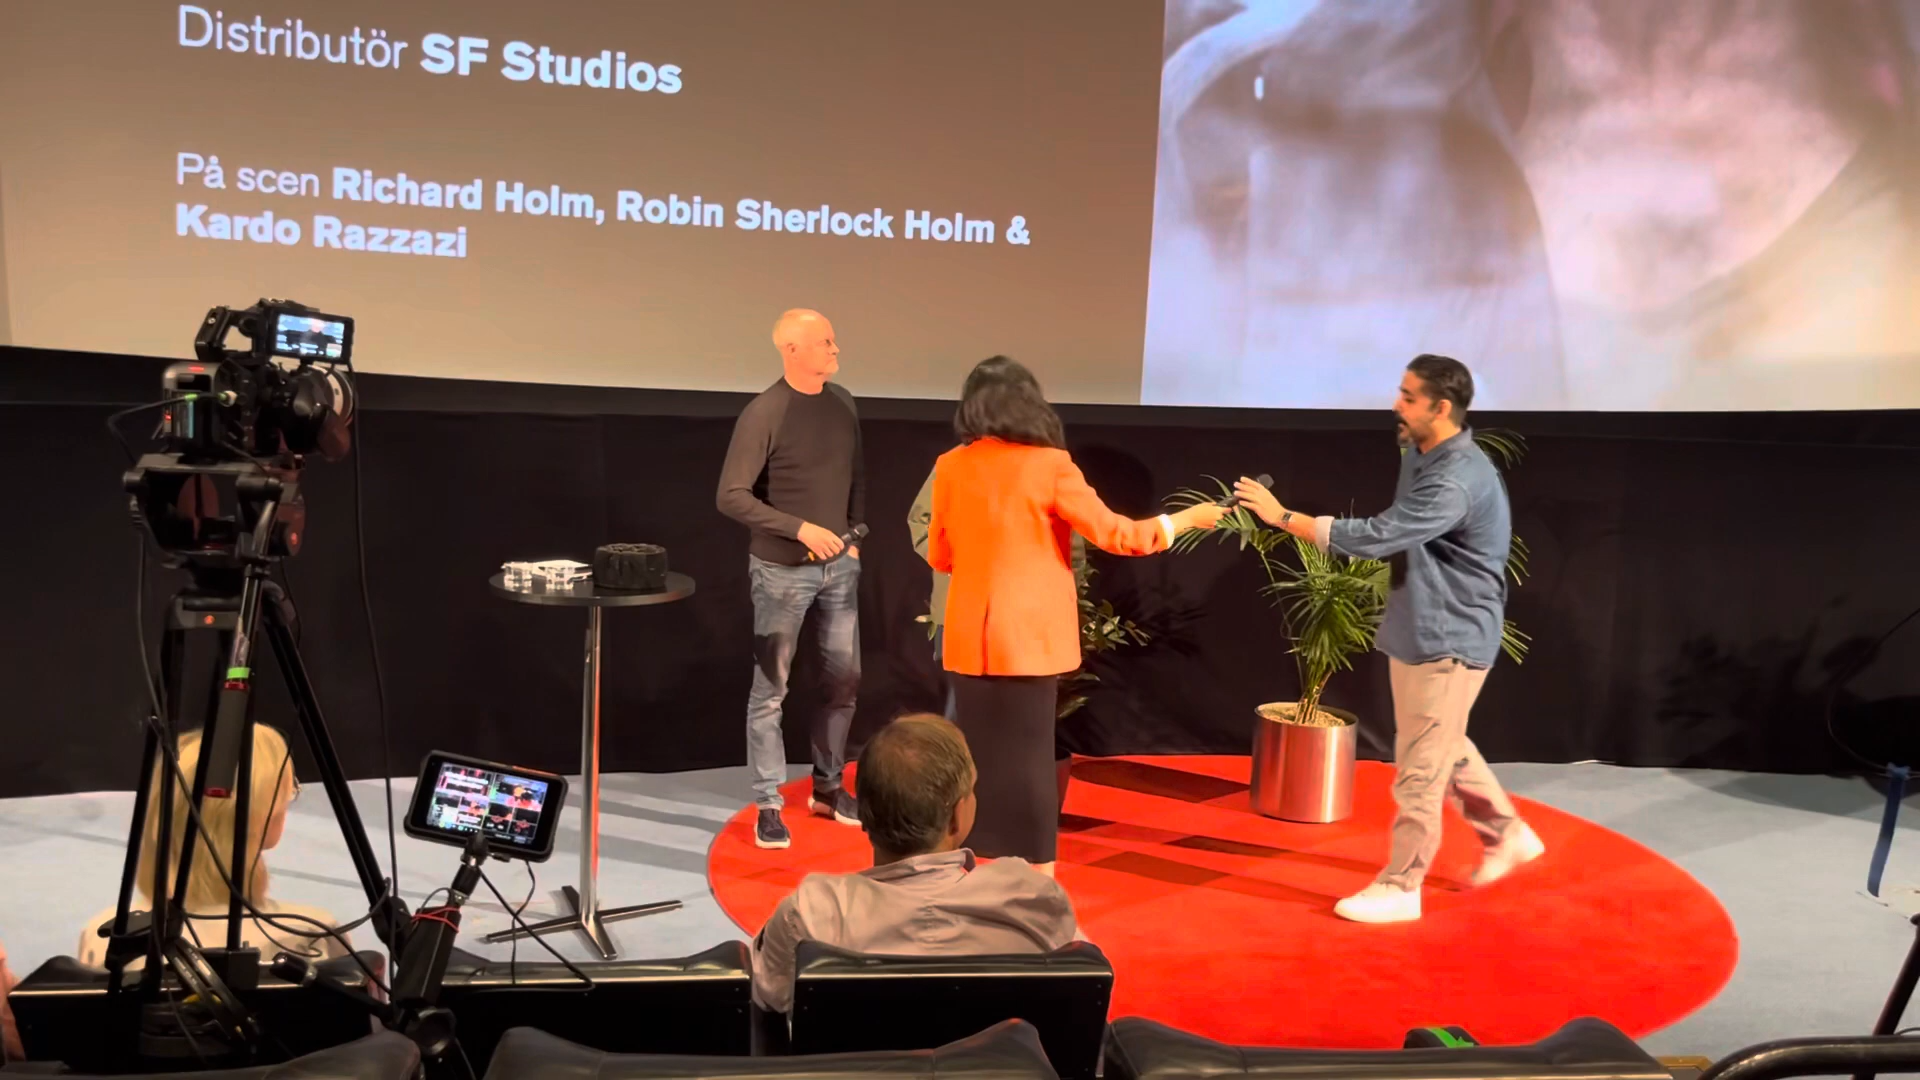 Distributör SF Studios
På scen Richard Holm, Robin Sherlock Holm &
Kardo Razzazi